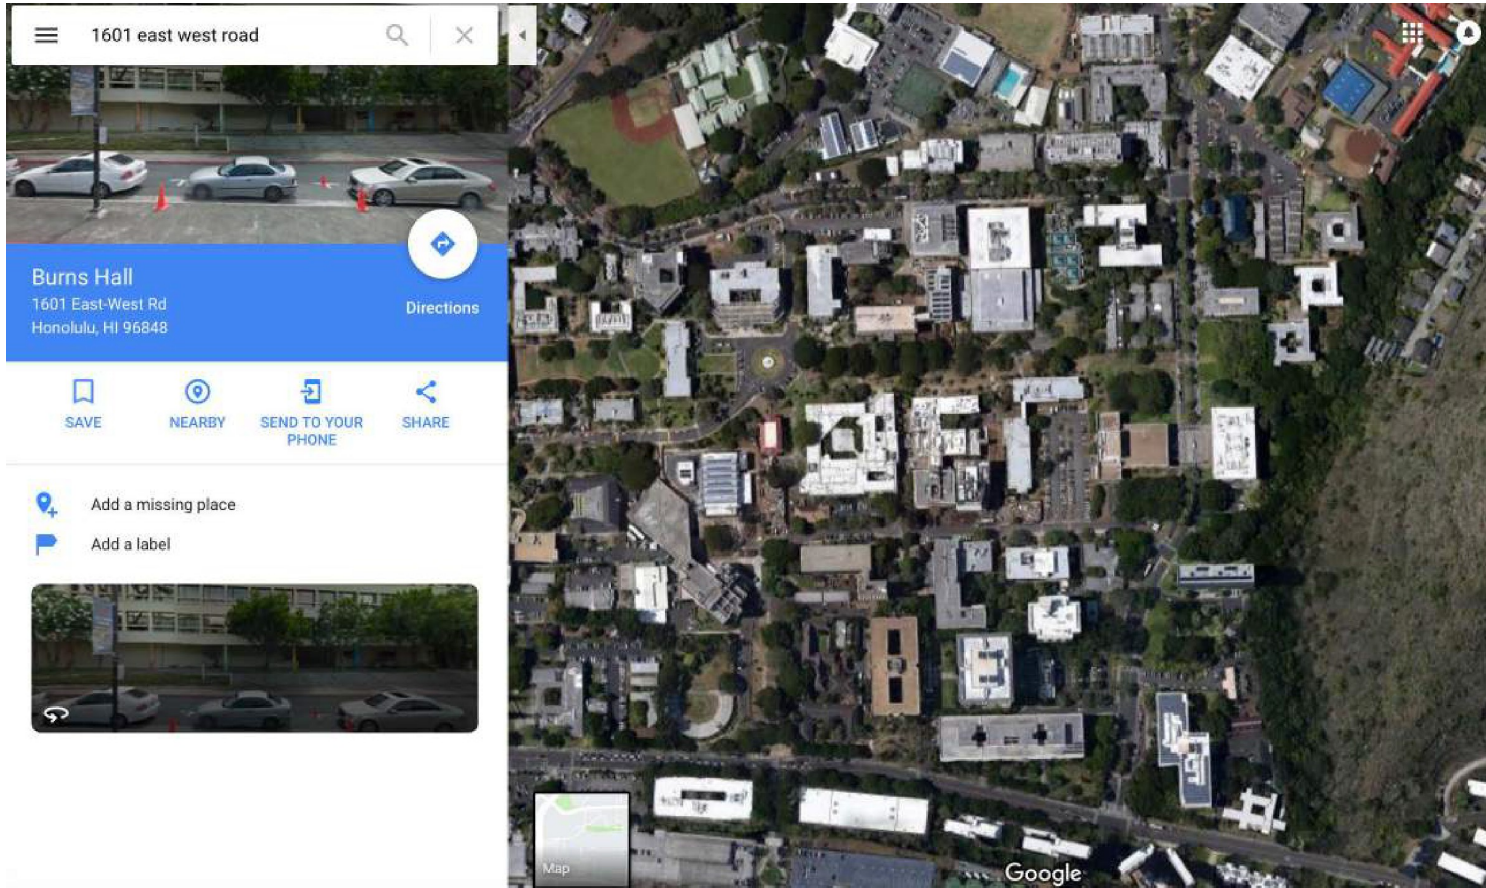 1601 east west road
Burns Hall
1601 East-West Rd
Honolulu, HI 96848
Directions
SAVE
NEARBY
SEND TO YOUR
PHONE
SHARE
Add a missing place
Add a label
Map
Google